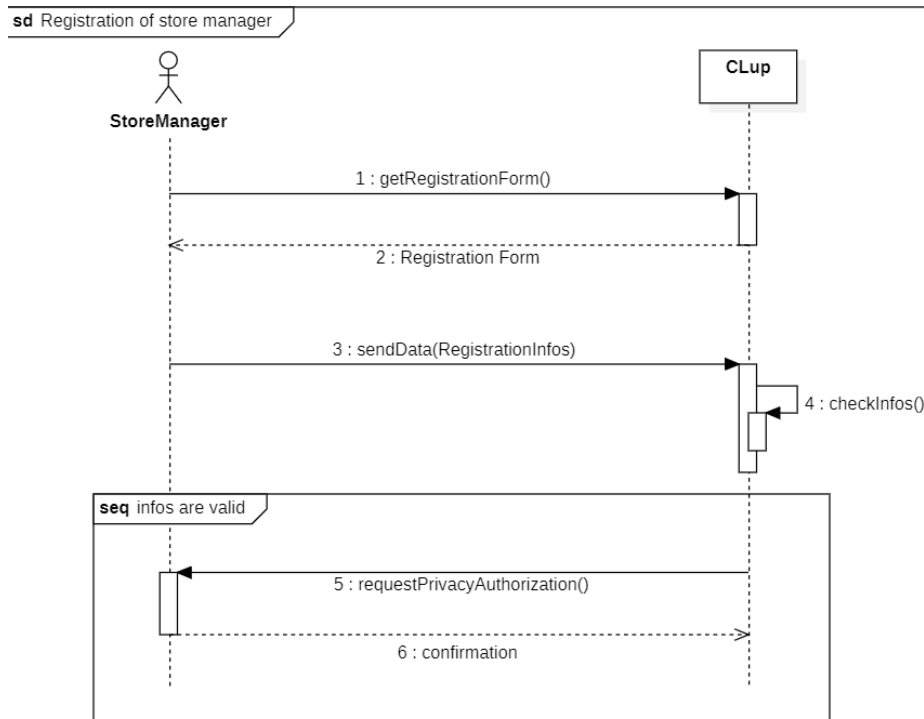 sd Registration of store manager
CLup
StoreManager
1 : getRegistrationForm()
2 : Registration Form
3 : sendData(RegistrationInfos)
4 : checkInfos()
seq infos are valid
5 : requestPrivacyAuthorization()
6 : confirmation